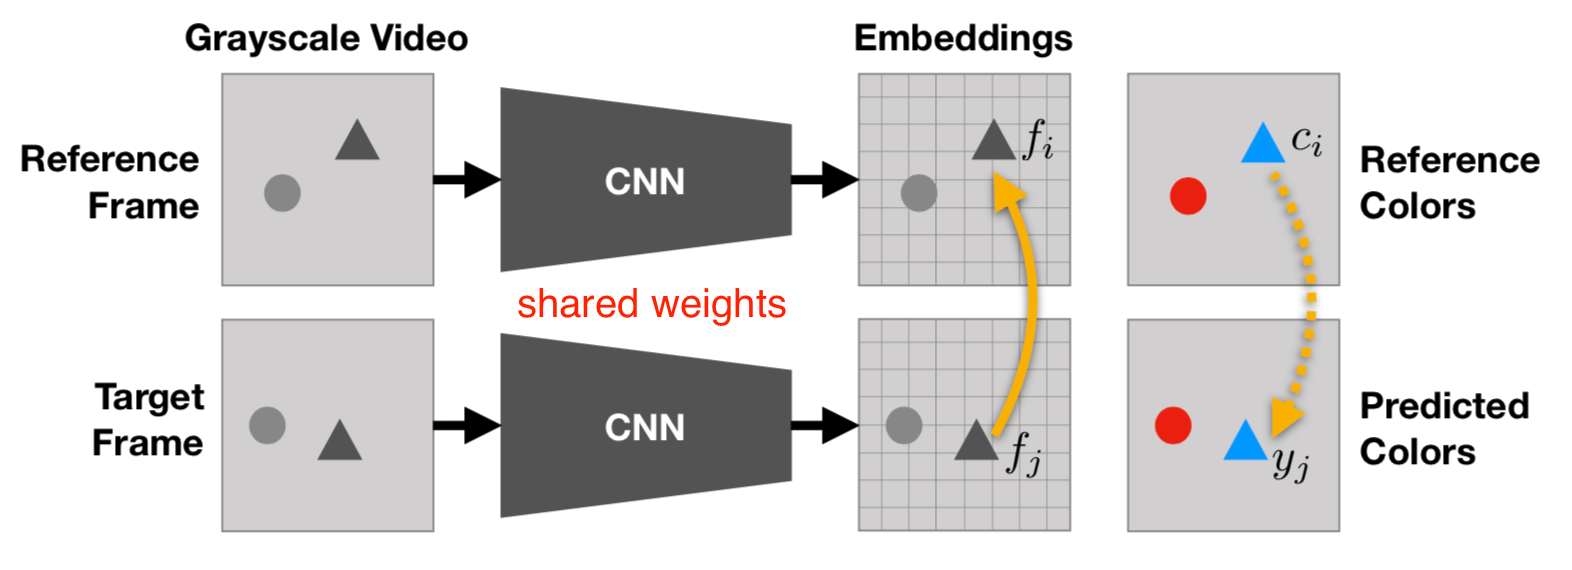 Grayscale Video
Embeddings
Reference
Frame
CNN
f_i
c_i
Reference
Colors
shared weights
Target
Frame
CNN
f_j
y_j
Predicted
Colors